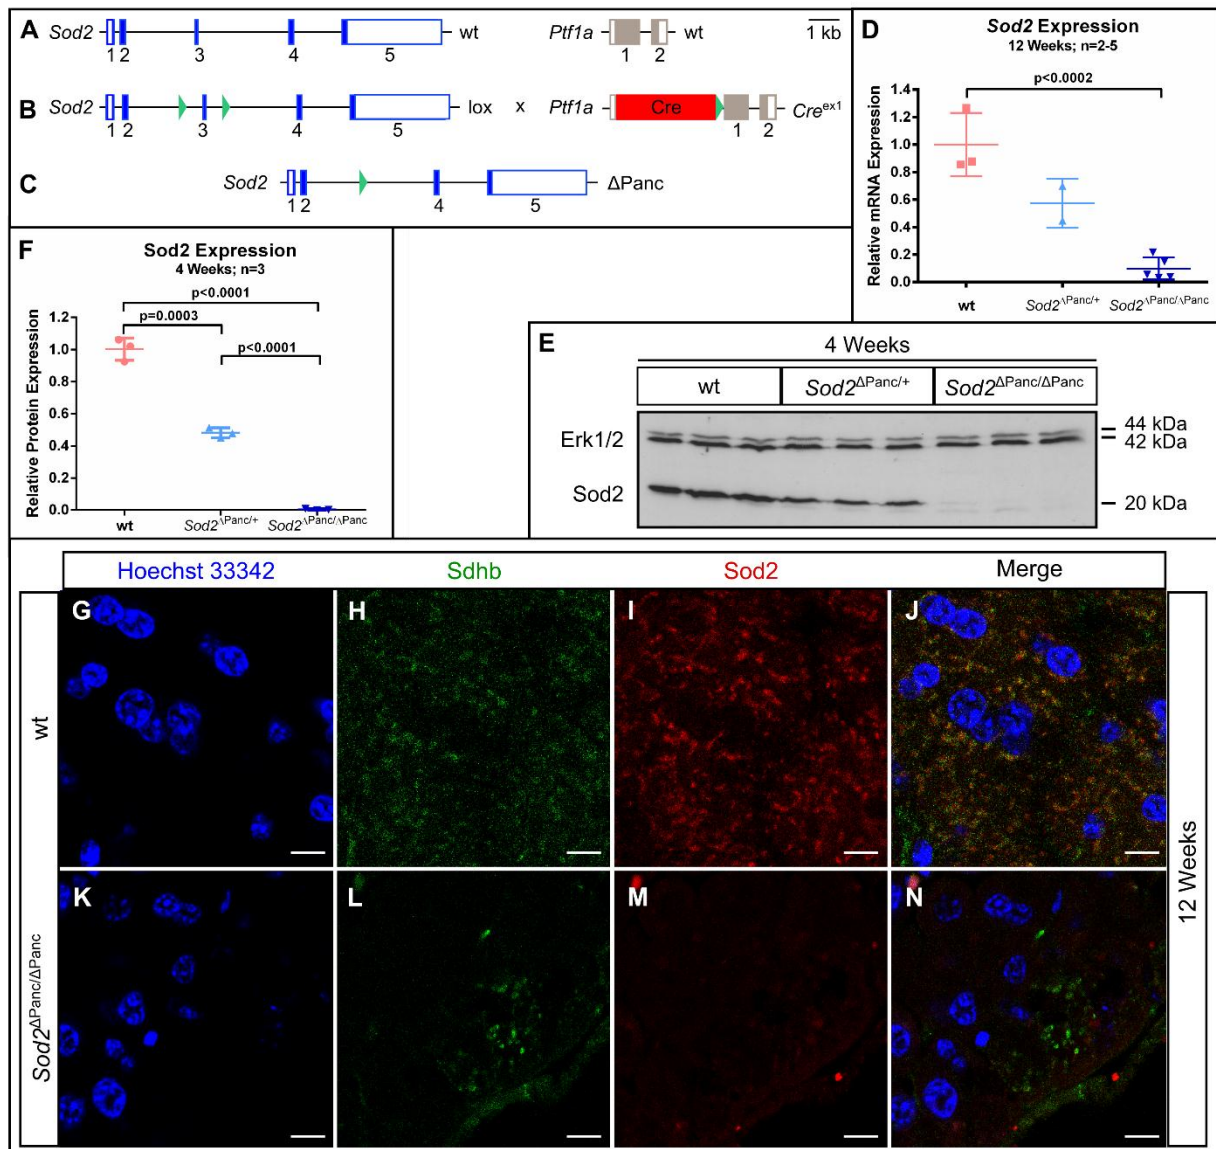 A Sod2 wt Ptf1a wt 1 kb
1 2 3 4 5 1 2
B Sod2 lox x Ptf1a Cre Cre^ex1
1 2 3 4 5 1 2
C Sod2 ΔPanc
1 2 4 5
D Sod2 Expression
12 Weeks; n=2-5
p<0.0002
Relative mRNA Expression
1.4
1.2
1.0
0.8
0.6
0.4
0.2
0.0
wt Sod2^ΔPanc/+ Sod2^ΔPanc/ΔPanc
F Sod2 Expression
4 Weeks; n=3
p<0.0001
p=0.0003
p<0.0001
Relative Protein Expression
1.2
1.0
0.8
0.6
0.4
0.2
0.0
wt Sod2^ΔPanc/+ Sod2^ΔPanc/ΔPanc
E 4 Weeks
wt Sod2^ΔPanc/+ Sod2^ΔPanc/ΔPanc
Erk1/2 44 kDa
42 kDa
Sod2 20 kDa
Hoechst 33342 Sdhb Sod2 Merge
wt G H I J
Sod2^ΔPanc/ΔPanc K L M N
12 Weeks